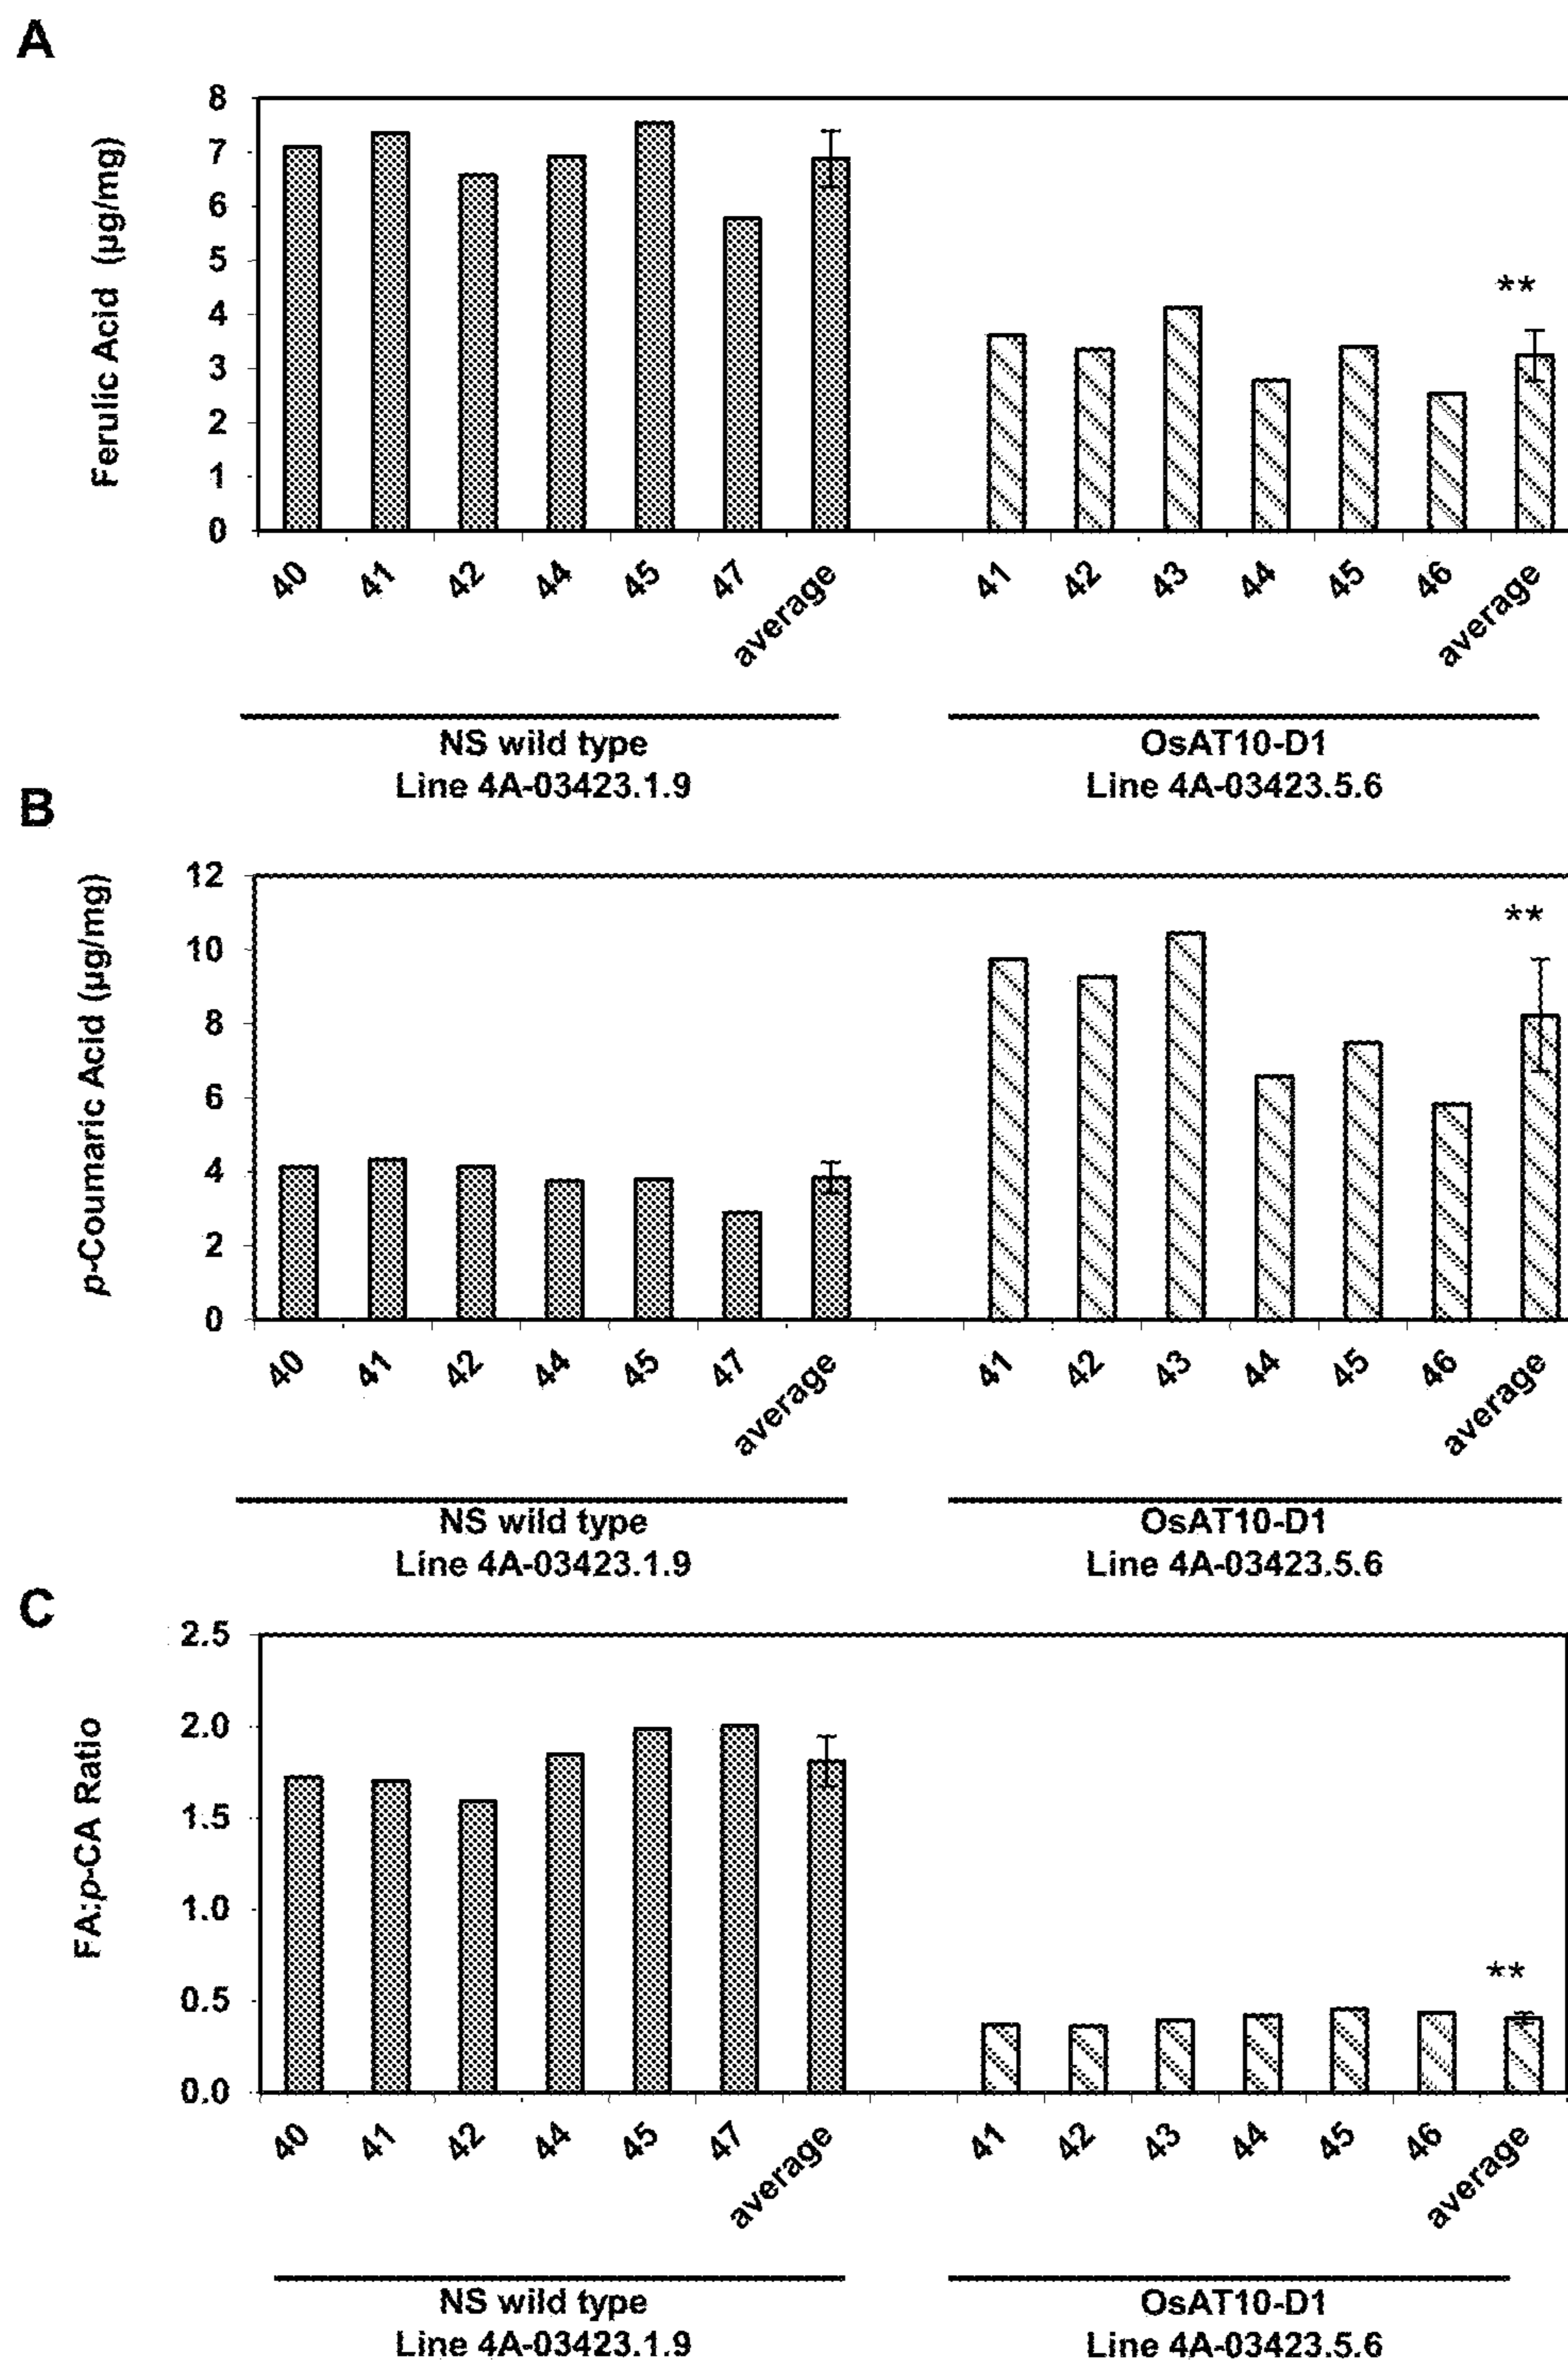 A
Ferulic Acid (µg/mg)
8
7
6
5
4
3
2
1
0
40 41 42 44 45 47 average 41 42 43 44 45 46 average
**
NS wild type
Line 4A-03423.1.9
OsAT10-D1
Line 4A-03423.5.6
B
p-Coumaric Acid (µg/mg)
12
10
8
6
4
2
0
40 41 42 44 45 47 average 41 42 43 44 45 46 average
**
NS wild type
Line 4A-03423.1.9
OsAT10-D1
Line 4A-03423.5.6
C
FA:p-CA Ratio
2.5
2.0
1.5
1.0
0.5
0.0
40 41 42 44 45 47 average 41 42 43 44 45 46 average
**
NS wild type
Line 4A-03423.1.9
OsAT10-D1
Line 4A-03423.5.6